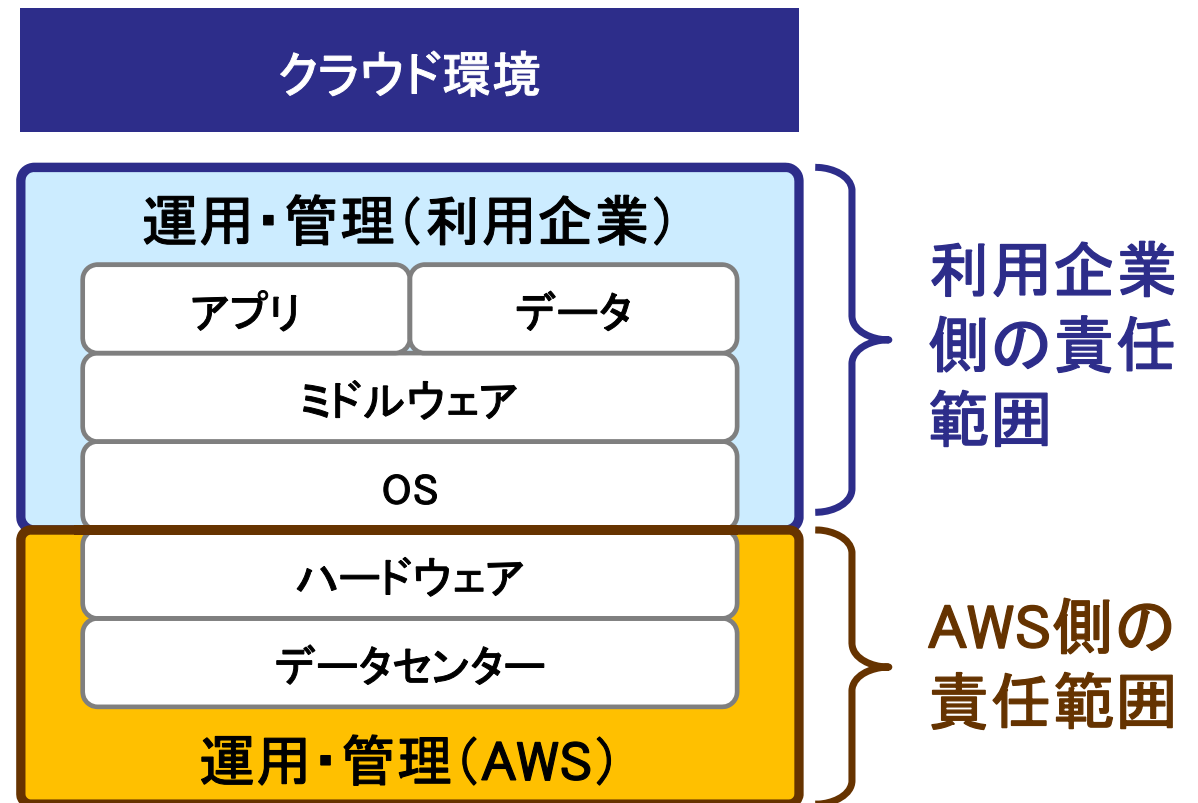 クラウド環境
運用・管理（利用企業）
アプリ
データ
ミドルウェア
OS
利用企業
側の責任
範囲
ハードウェア
データセンター
運用・管理（AWS）
AWS側の
責任範囲